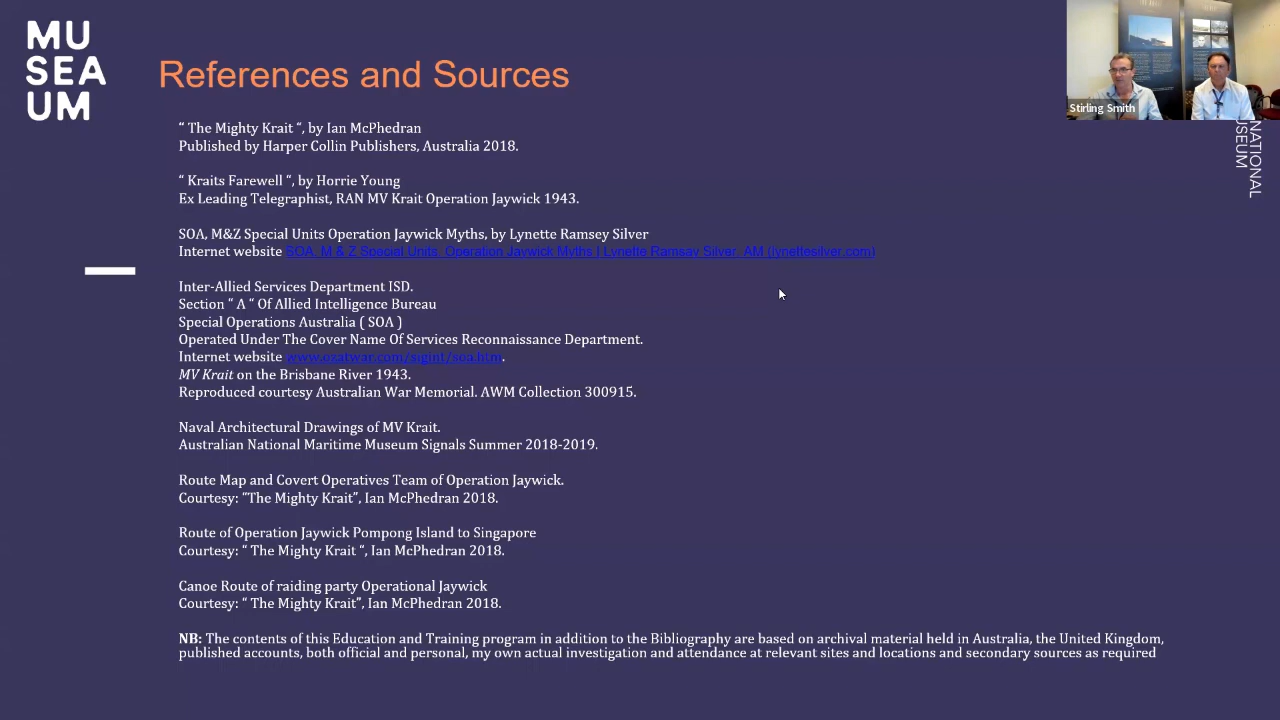 MU
SEA
UM
References and Sources
Stirling Smith
NATIONAL
USEUM
“ The Mighty Krait “, by Ian McPhedran
Published by Harper Collin Publishers, Australia 2018.
“ Kraits Farewell “, by Horrie Young
Ex Leading Telegraphist, RAN MV Krait Operation Jaywick 1943.
SOA, M&Z Special Units Operation Jaywick Myths, by Lynette Ramsey Silver
Internet website SOA, M & Z Special Units, Operation Jaywick Myths | Lynette Ramsay Silver, AM (lynettesilver.com)
Inter-Allied Services Department ISD.
Section “ A “ Of Allied Intelligence Bureau
Special Operations Australia ( SOA )
Operated Under The Cover Name Of Services Reconnaissance Department.
Internet website www.ozatwar.com/sigint/soa.htm.
MV Krait on the Brisbane River 1943.
Reproduced courtesy Australian War Memorial. AWM Collection 300915.
Naval Architectural Drawings of MV Krait.
Australian National Maritime Museum Signals Summer 2018-2019.
Route Map and Covert Operatives Team of Operation Jaywick.
Courtesy: “The Mighty Krait”, Ian McPhedran 2018.
Route of Operation Jaywick Pompong Island to Singapore
Courtesy: “ The Mighty Krait “, Ian McPhedran 2018.
Canoe Route of raiding party Operational Jaywick
Courtesy: “ The Mighty Krait”, Ian McPhedran 2018.
NB: The contents of this Education and Training program in addition to the Bibliography are based on archival material held in Australia, the United Kingdom,
published accounts, both official and personal, my own actual investigation and attendance at relevant sites and locations and secondary sources as required